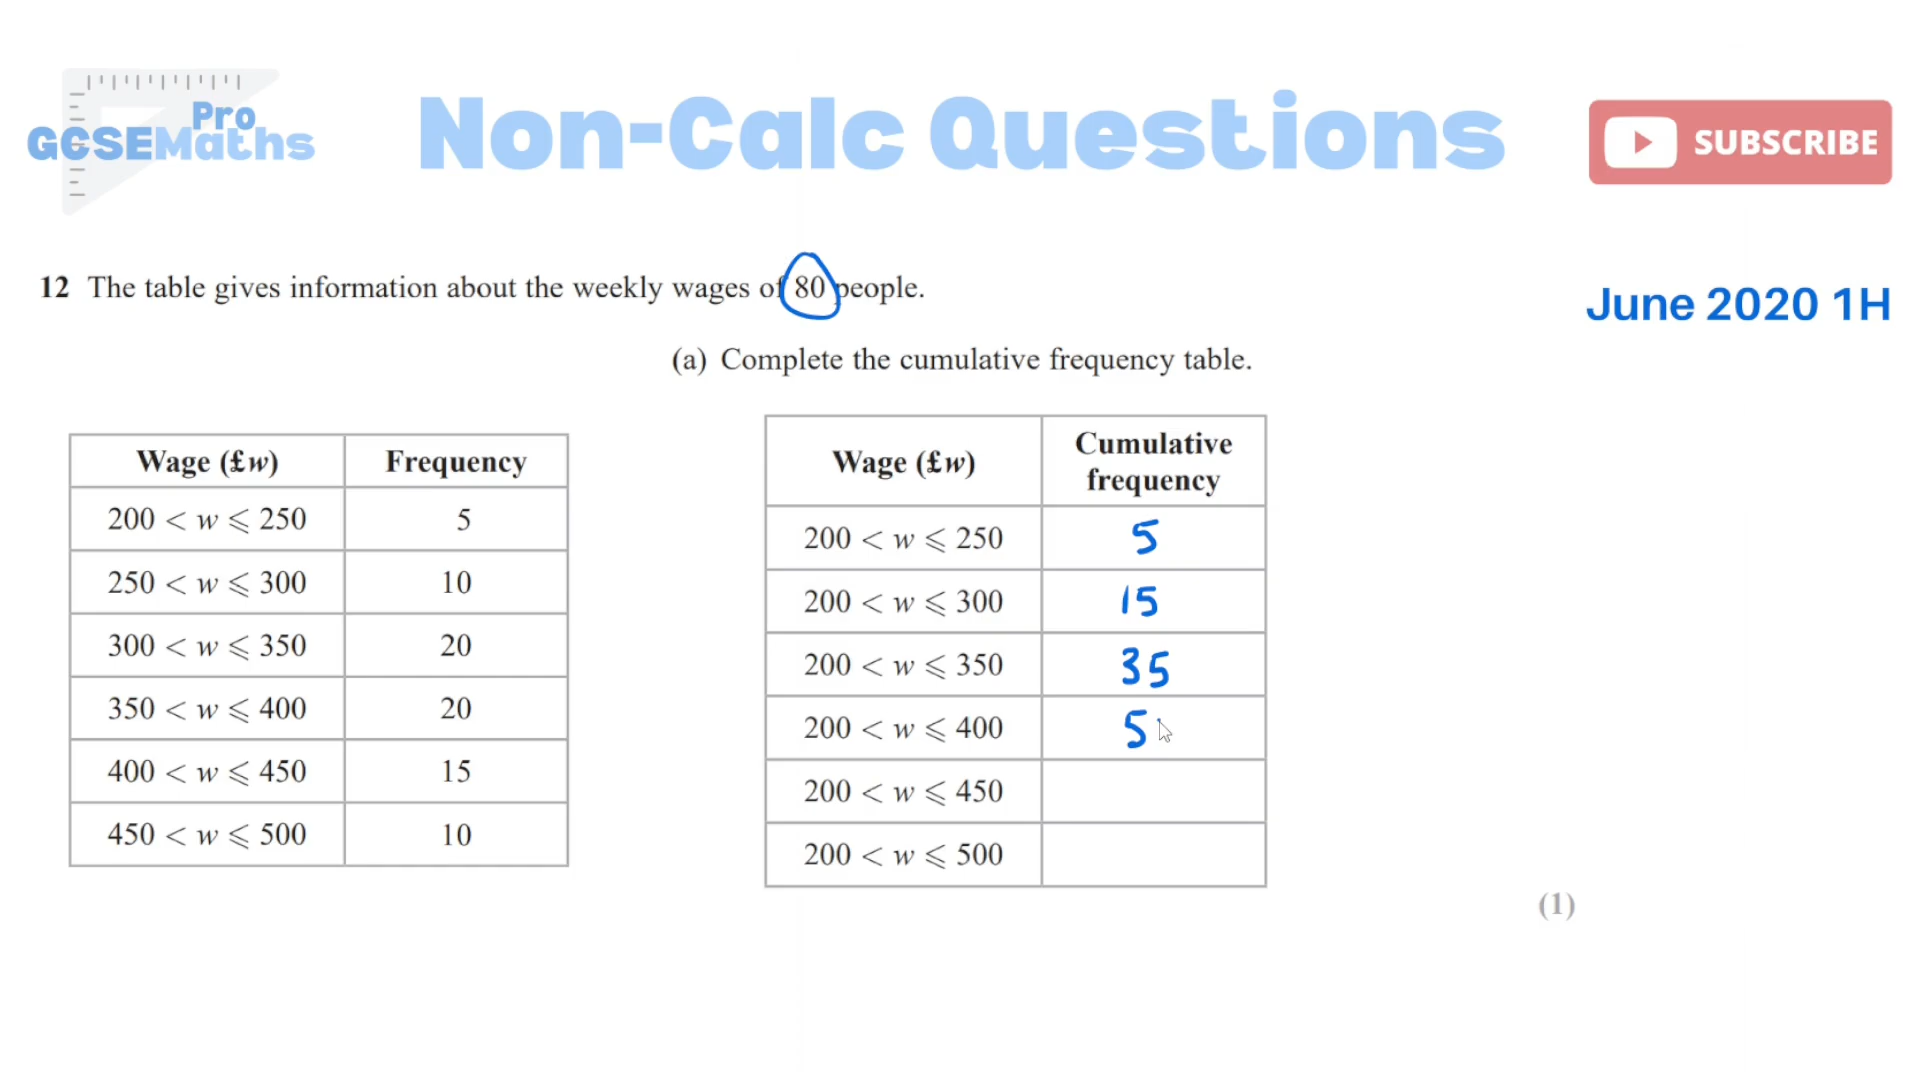 Pro
GCSEMaths
Non-Calc Questions
SUBSCRIBE
12 The table gives information about the weekly wages of 80 people.
June 2020 1H
(a) Complete the cumulative frequency table.
Wage (£w) Frequency
200 < w ⩽ 250 5
250 < w ⩽ 300 10
300 < w ⩽ 350 20
350 < w ⩽ 400 20
400 < w ⩽ 450 15
450 < w ⩽ 500 10
Wage (£w) Cumulative frequency
200 < w ⩽ 250 5
200 < w ⩽ 300 15
200 < w ⩽ 350 35
200 < w ⩽ 400 5
200 < w ⩽ 450
200 < w ⩽ 500
(1)